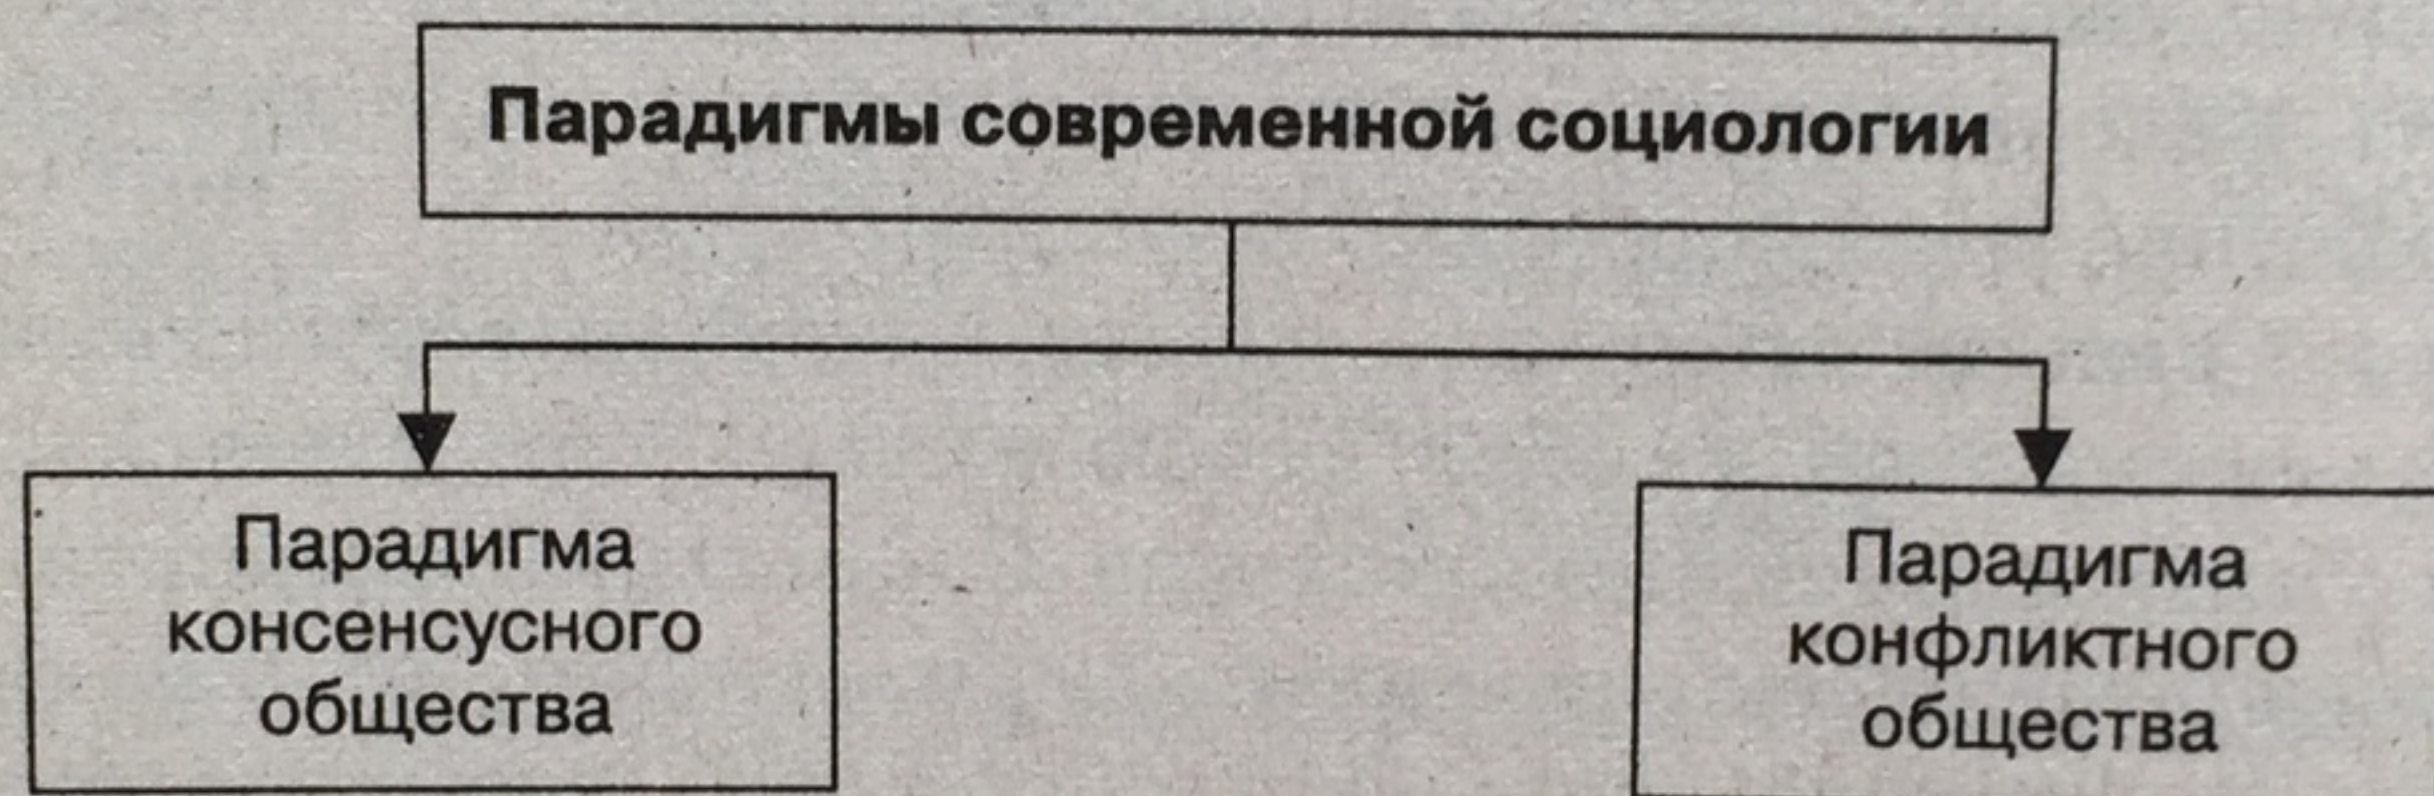 Парадигмы современной социологии
Парадигма
консенсусного
общества
Парадигма
конфликтного
общества